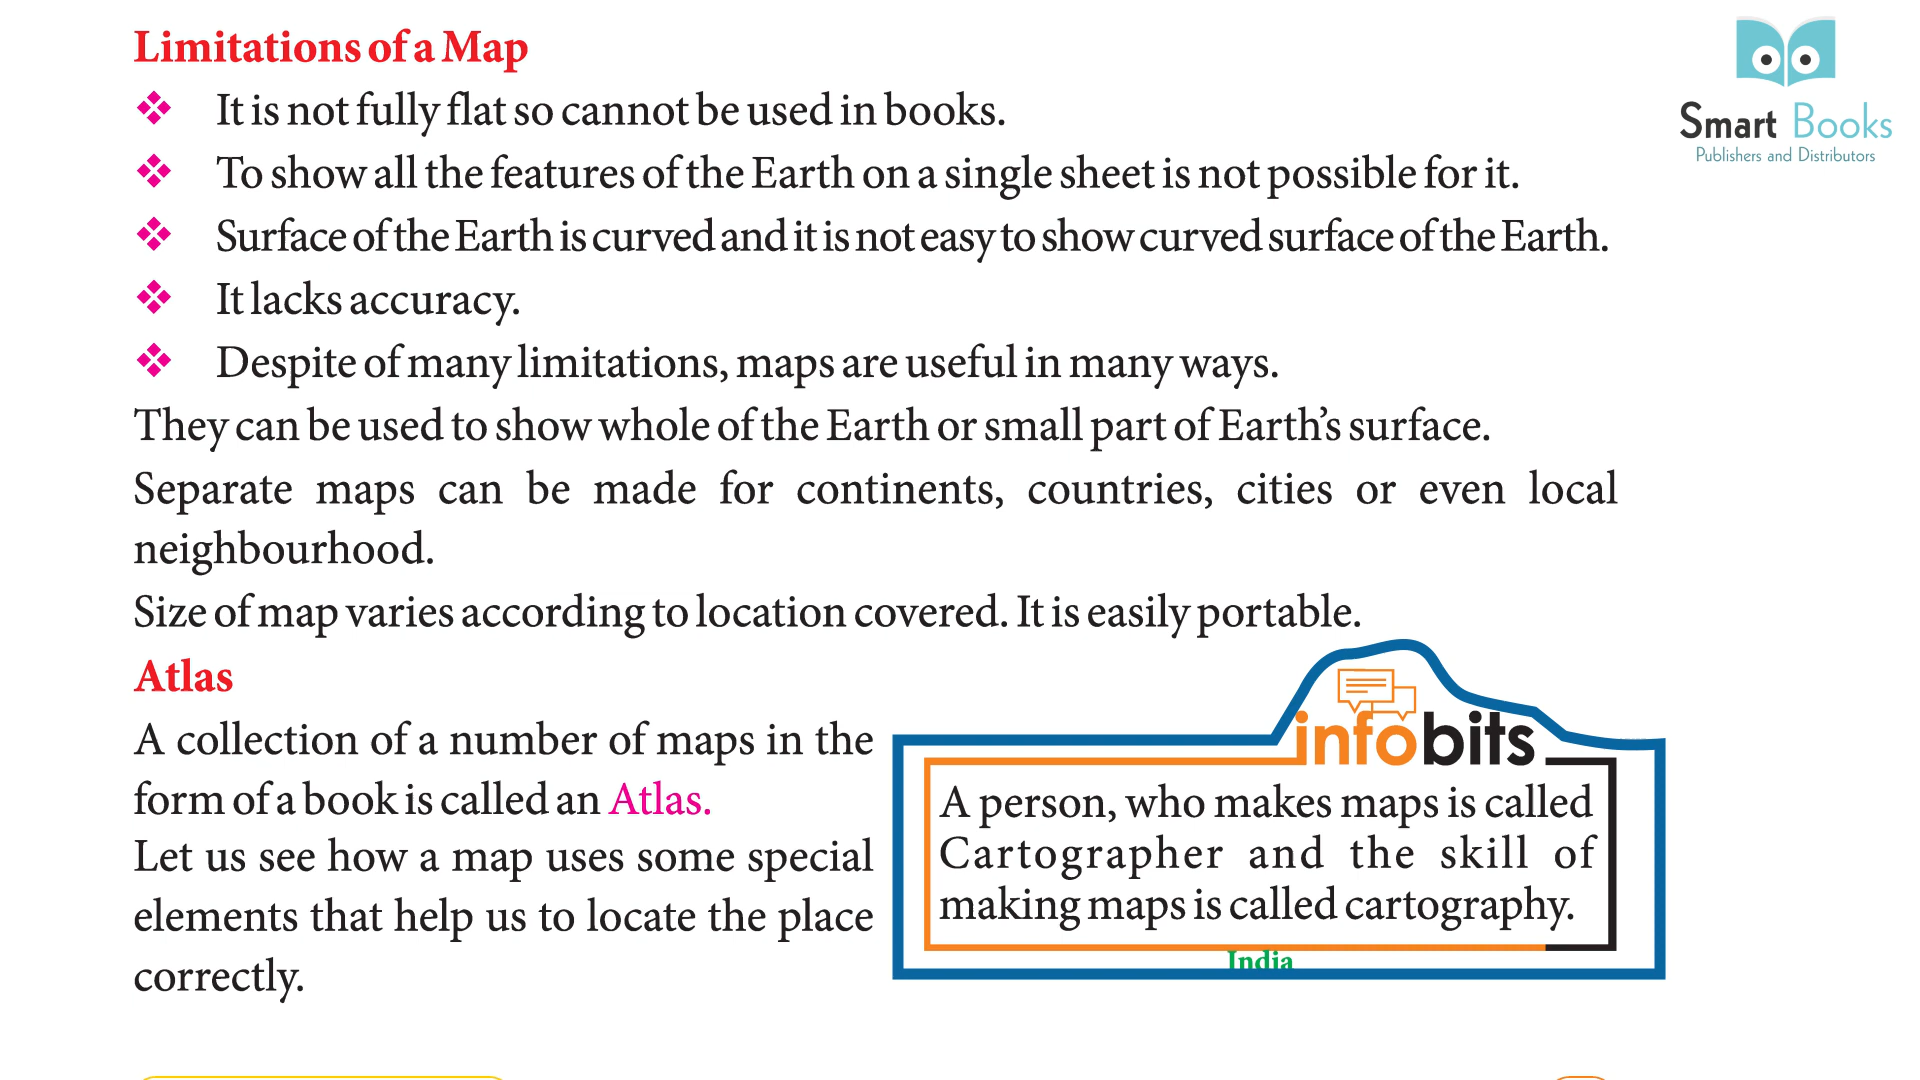 Limitations of a Map
It is not fully flat so cannot be used in books.
To show all the features of the Earth on a single sheet is not possible for it.
Surface of the Earth is curved and it is not easy to show curved surface of the Earth.
It lacks accuracy.
Despite of many limitations, maps are useful in many ways.
They can be used to show whole of the Earth or small part of Earth's surface.
Separate maps can be made for continents, countries, cities or even local
neighbourhood.
Size of map varies according to location covered. It is easily portable.
Atlas
A collection of a number of maps in the
form of a book is called an Atlas.
Let us see how a map uses some special
elements that help us to locate the place
correctly.
infobits
A person, who makes maps is called
Cartographer and the skill of
making maps is called cartography.
India
Smart Books
Publishers and Distributors